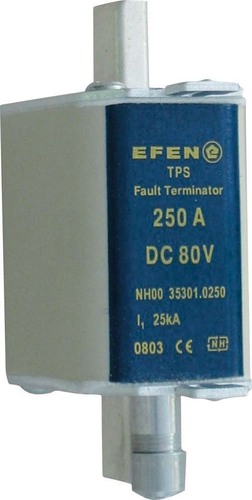 EFEN e
TPS
Fault Terminator
250 A
DC 80V
NH00 35301.0250
I₁ 25kA
0803 CE NH